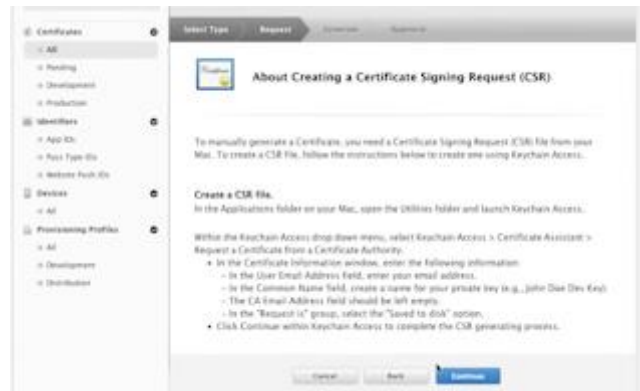 Certificates
All
Pending
Development
Production
Identifiers
App IDs
Pass Type IDs
Website Push IDs
Devices
All
Provisioning Profiles
All
Development
Distribution
Select Type
Request
Generate
Download
About Creating a Certificate Signing Request (CSR)
To manually generate a Certificate, you need a Certificate Signing Request (CSR) file from your
Mac. To create a CSR file, follow the instructions below to create one using Keychain Access.
Create a CSR file.
In the Applications folder on your Mac, open the Utilities folder and launch Keychain Access.
Within the Keychain Access drop down menu, select Keychain Access > Certificate Assistant >
Request a Certificate from a Certificate Authority.
• In the Certificate Information window, enter the following information:
– In the User Email Address field, enter your email address.
– In the Common Name field, create a name for your private key (e.g., John Doe Dev Key).
– The CA Email Address field should be left empty.
– In the "Request is" group, select the "Saved to disk" option.
• Click Continue within Keychain Access to complete the CSR generating process.
Cancel
Back
Continue